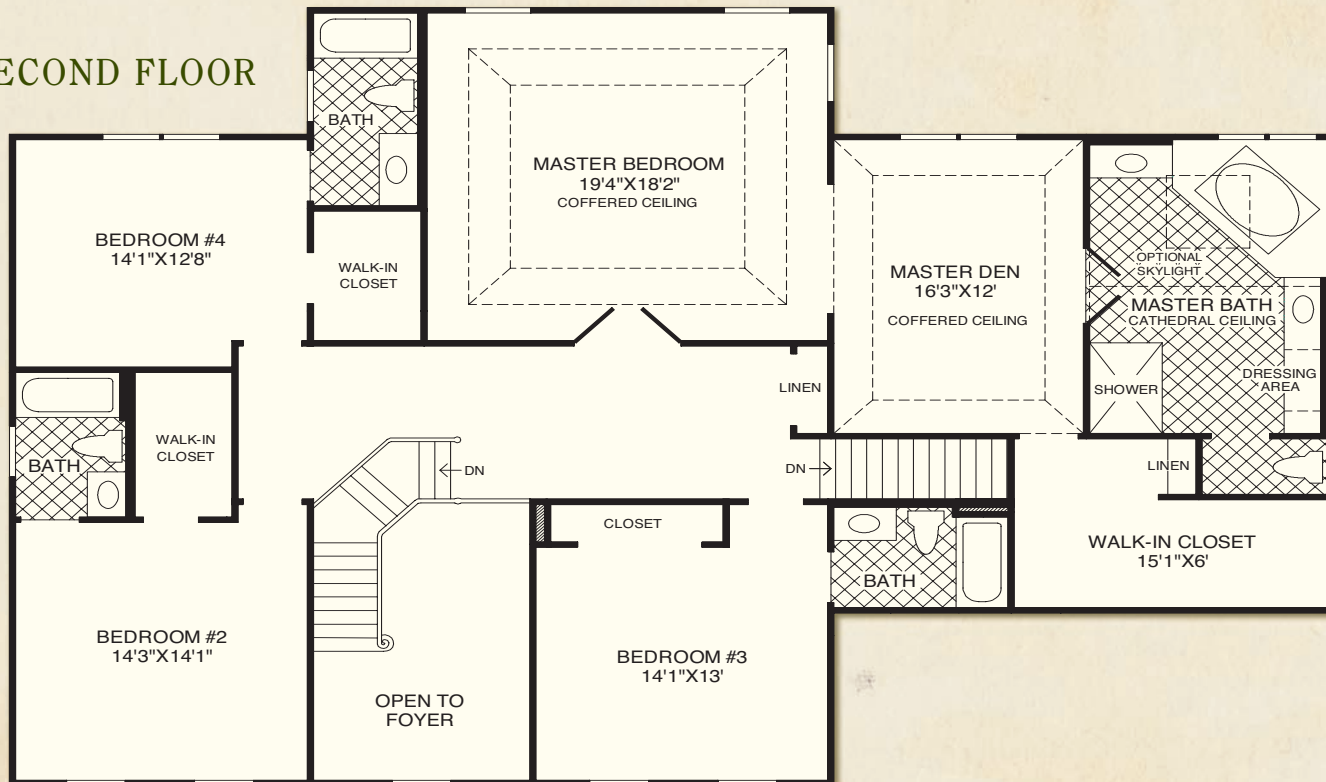 ECOND FLOOR
BATH
MASTER BEDROOM
19'4"X18'2"
COFFERED CEILING
BEDROOM #4
14'1"X12'8"
WALK-IN
CLOSET
MASTER DEN
16'3"X12'
COFFERED CEILING
OPTIONAL
SKYLIGHT
MASTER BATH
CATHEDRAL CEILING
SHOWER
DRESSING
AREA
LINEN
WALK-IN
CLOSET
BATH
DN
DN
LINEN
CLOSET
WALK-IN CLOSET
15'1"X6'
BATH
BEDROOM #2
14'3"X14'1"
BEDROOM #3
14'1"X13'
OPEN TO
FOYER